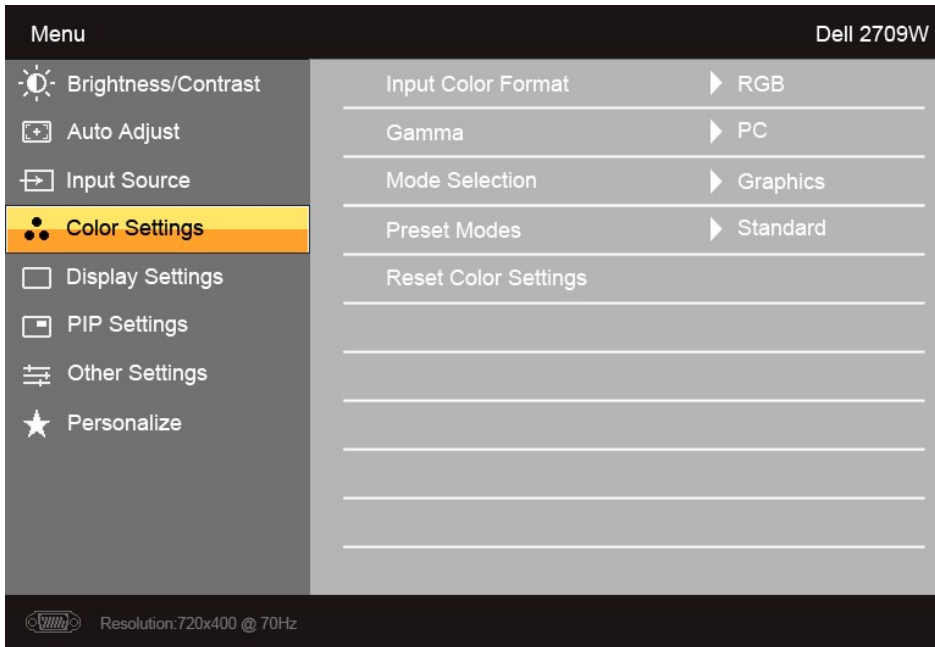 Menu Dell 2709W
Brightness/Contrast Input Color Format RGB
Auto Adjust Gamma PC
Input Source Mode Selection Graphics
Color Settings Preset Modes Standard
Display Settings Reset Color Settings
PIP Settings
Other Settings
Personalize
Resolution:720x400 @ 70Hz